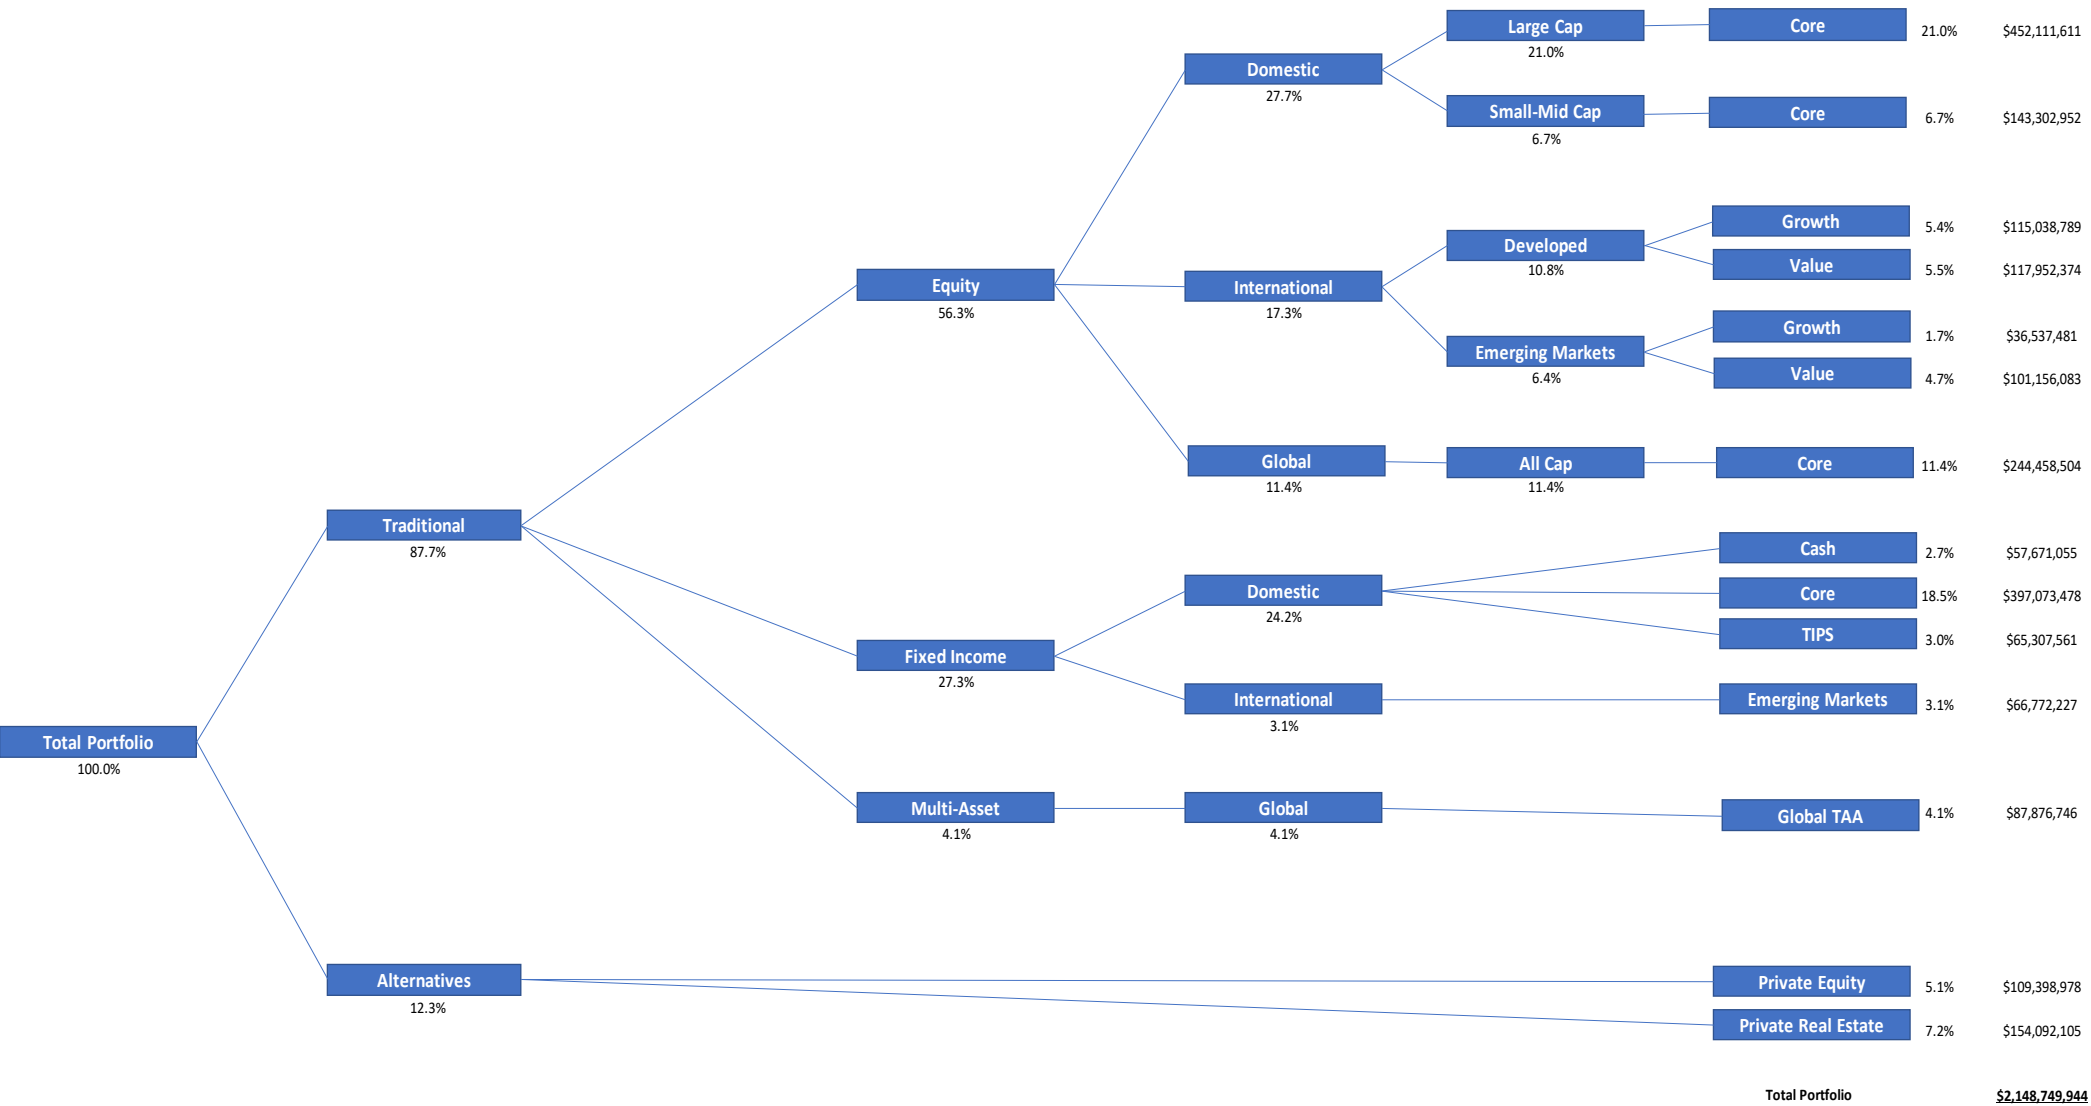 Large Cap
Core
21.0%
$452,111,611
21.0%
Domestic
27.7%
Small-Mid Cap
Core
6.7%
$143,302,952
6.7%
Growth
5.4%
$115,038,789
Developed
10.8%
Value
5.5%
$117,952,374
Equity
56.3%
International
17.3%
Growth
1.7%
$36,537,481
Emerging Markets
6.4%
Value
4.7%
$101,156,083
Global
11.4%
All Cap
11.4%
Core
11.4%
$244,458,504
Traditional
87.7%
Cash
2.7%
$57,671,055
Domestic
24.2%
Core
18.5%
$397,073,478
TIPS
3.0%
$65,307,561
Fixed Income
27.3%
International
3.1%
Emerging Markets
3.1%
$66,772,227
Total Portfolio
100.0%
Multi-Asset
4.1%
Global
4.1%
Global TAA
4.1%
$87,876,746
Alternatives
12.3%
Private Equity
5.1%
$109,398,978
Private Real Estate
7.2%
$154,092,105
Total Portfolio
$2,148,749,944